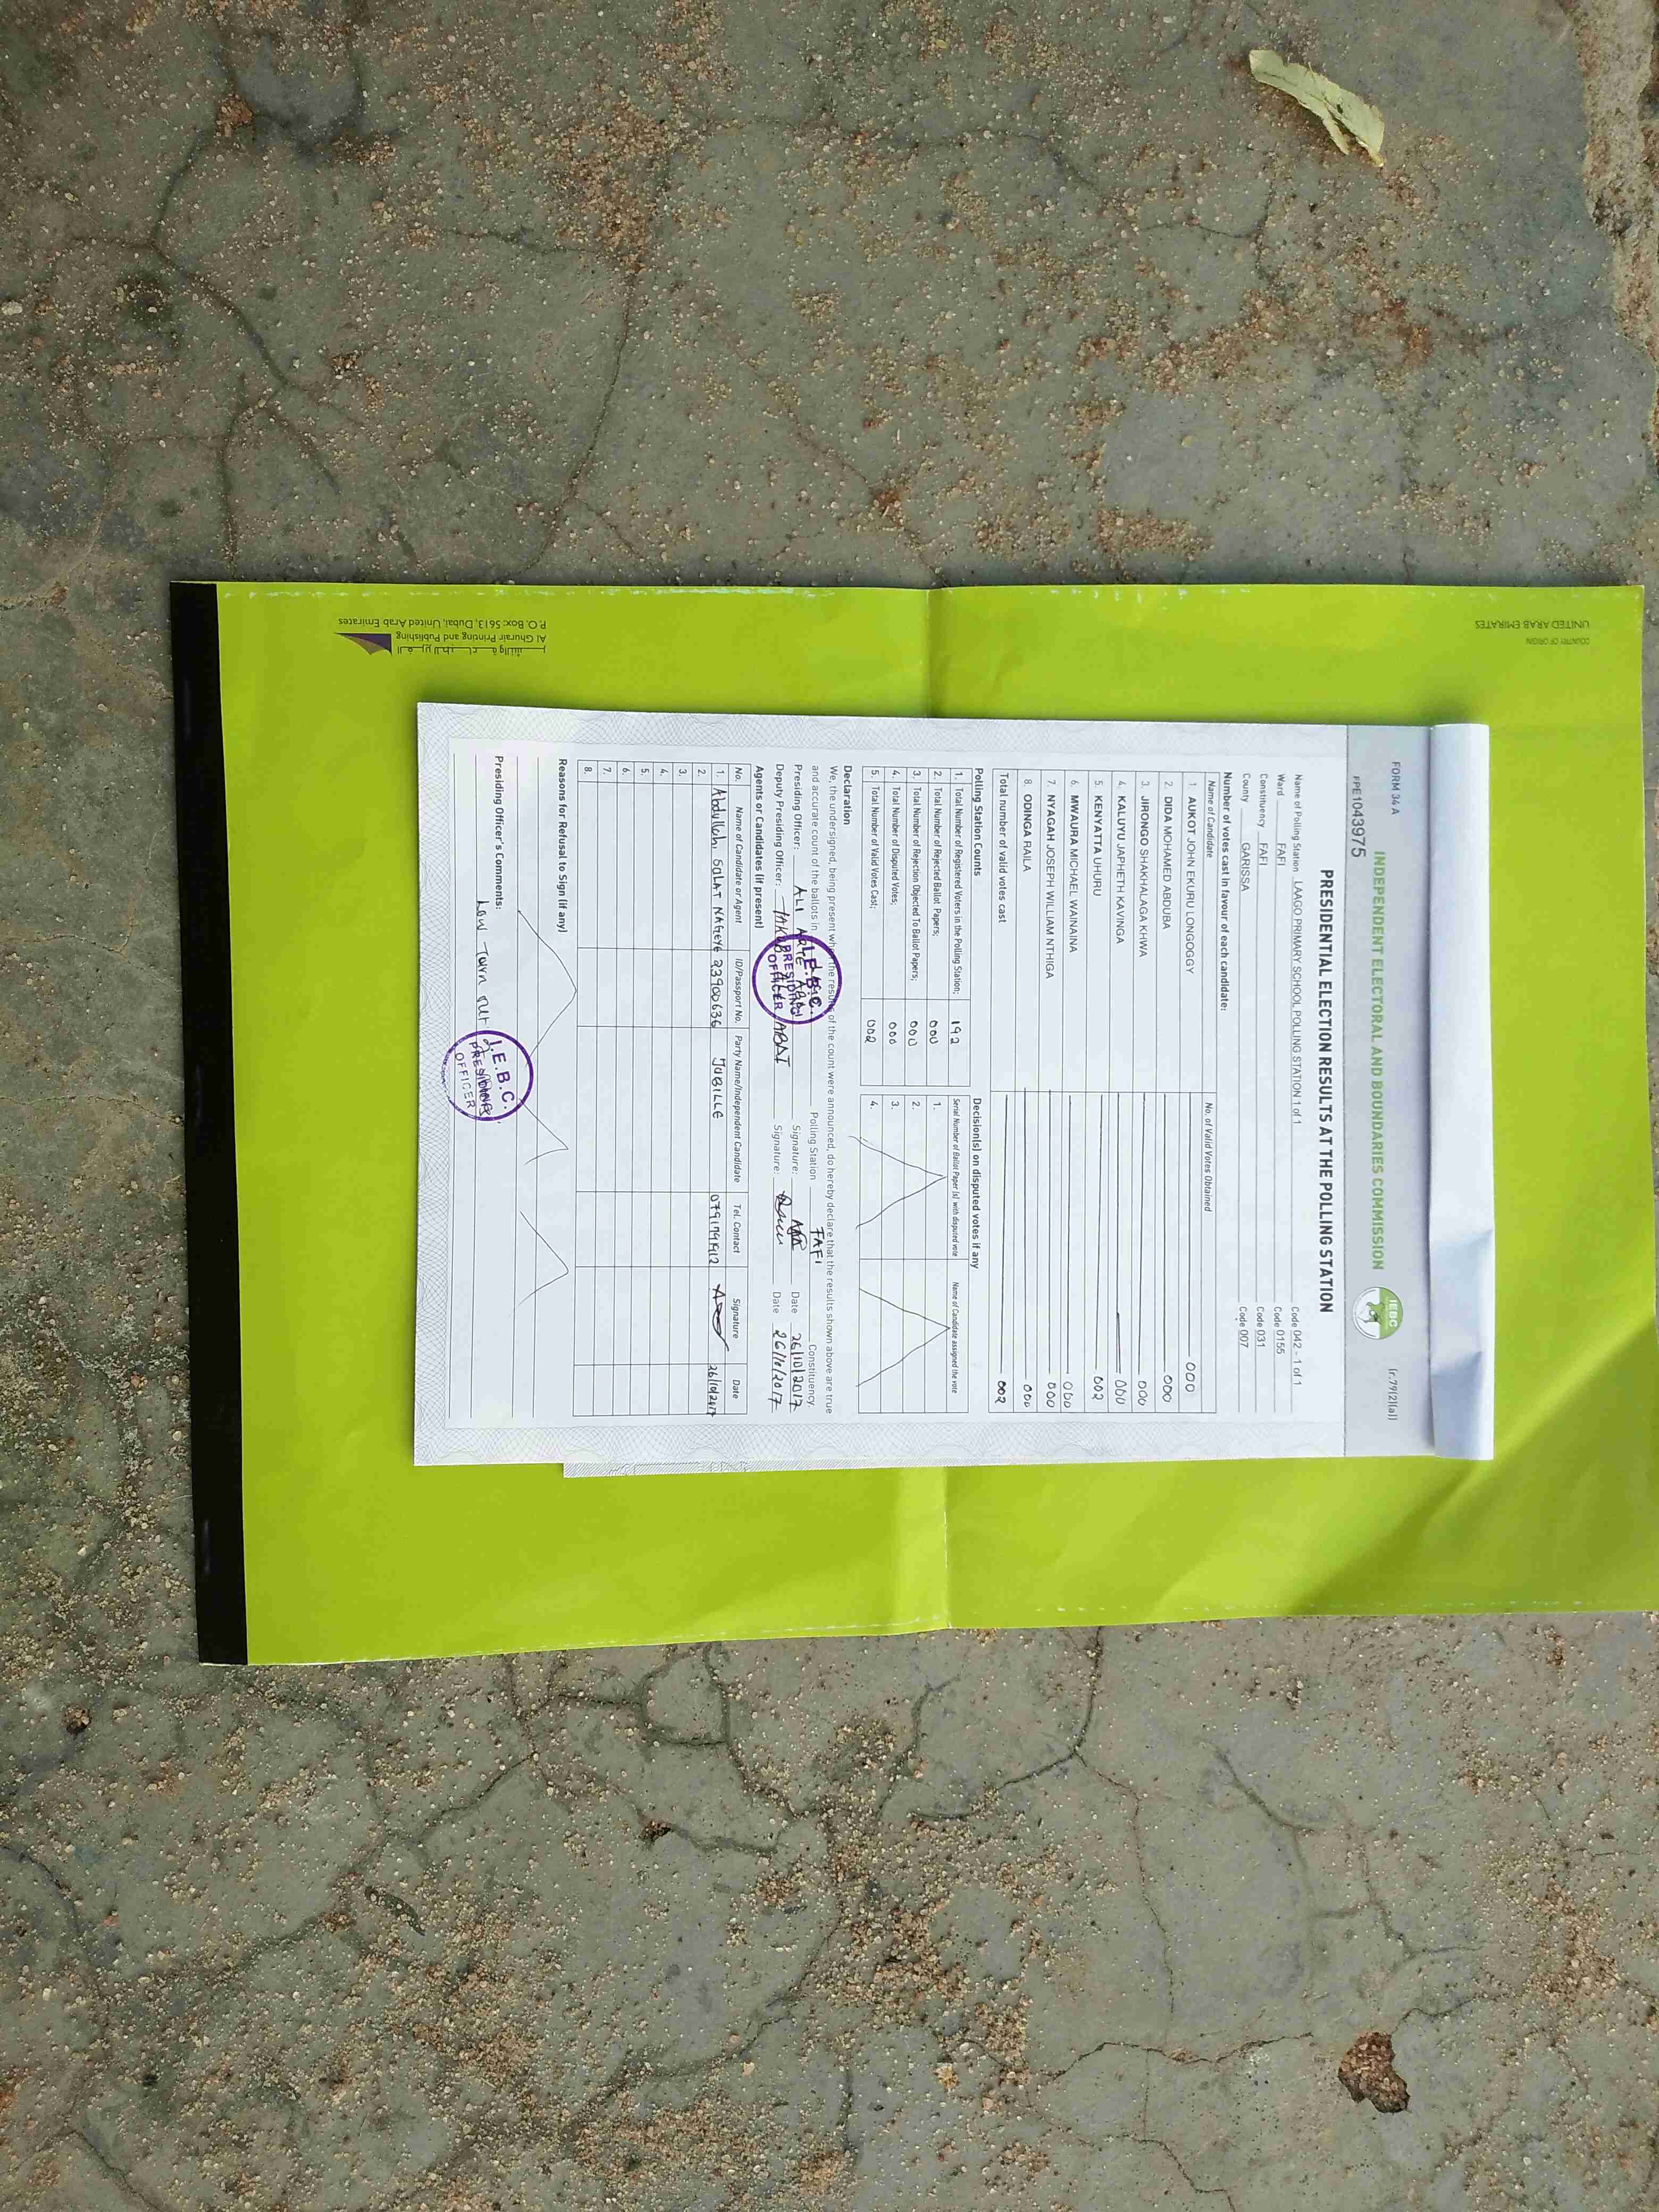 FORM 34 A
(r.79(2)(a))
INDEPENDENT ELECTORAL AND BOUNDARIES COMMISSION
IEBC
PPE1043975
PRESIDENTIAL ELECTION RESULTS AT THE POLLING STATION
Name of Polling Station LAAGO PRIMARY SCHOOL POLLING STATION 1 of 1 Code 042 - 1 of 1
Ward FAFI Code 0155
Constituency FAFI Code 031
County GARISSA Code 007
Number of votes cast in favour of each candidate:
Name of Candidate No. of Valid Votes Obtained
1 AUKOT JOHN EKURU LONGOGGY 000
2. DIDA MOHAMED ABDUBA 000
3. JIRONGO SHAKHALAGA KHWA 000
4. KALUYU JAPHETH KAVINGA 000
5. KENYATTA UHURU 002
6. MWAURA MICHAEL WAINAINA 000
7. NYAGAH JOSEPH WILLIAM NTHIGA 000
8. ODINGA RAILA 000
Total number of valid votes cast 002
Polling Station Counts
1. Total Number of Registered Voters in the Polling Station; 192
2. Total Number of Rejected Ballot Papers; 000
3. Total Number of Rejection Objected To Ballot Papers; 000
4. Total Number of Disputed Votes; 000
5. Total Number of Valid Votes Cast; 002
Decision(s) on disputed votes if any
Serial Number of Ballot Paper (s) with disputed vote Name of Candidate assigned the vote
1.
2.
3.
4.
Declaration
We, the undersigned, being present when the results of the count were announced, do hereby declare that the results shown above are true
and accurate count of the ballots in Polling Station FAFI Constituency.
Presiding Officer: ALI Signature: Date 26/10/2017
Deputy Presiding Officer: ABDI Signature: Date 26/10/2017
I.E.B.C.
PRESIDING
OFFICER
Agents or Candidates (if present)
No. Name of Candidate or Agent ID/Passport No. Party Name/Independent Candidate Tel. Contact Signature Date
1. Abdullahi SOLAT NAGEYE 23900636 JUBILLE 0791791912 26/10/2017
2.
3.
4.
5.
6.
7.
8.
Reasons for Refusal to Sign (if any)
Presiding Officer's Comments:
Low Turn out
I.E.B.C.
PRESIDING
OFFICER
COUNTRY OF ORIGIN
UNITED ARAB EMIRATES
Al Ghurair Printing and Publishing
P.O. Box: 5613, Dubai, United Arab Emirates